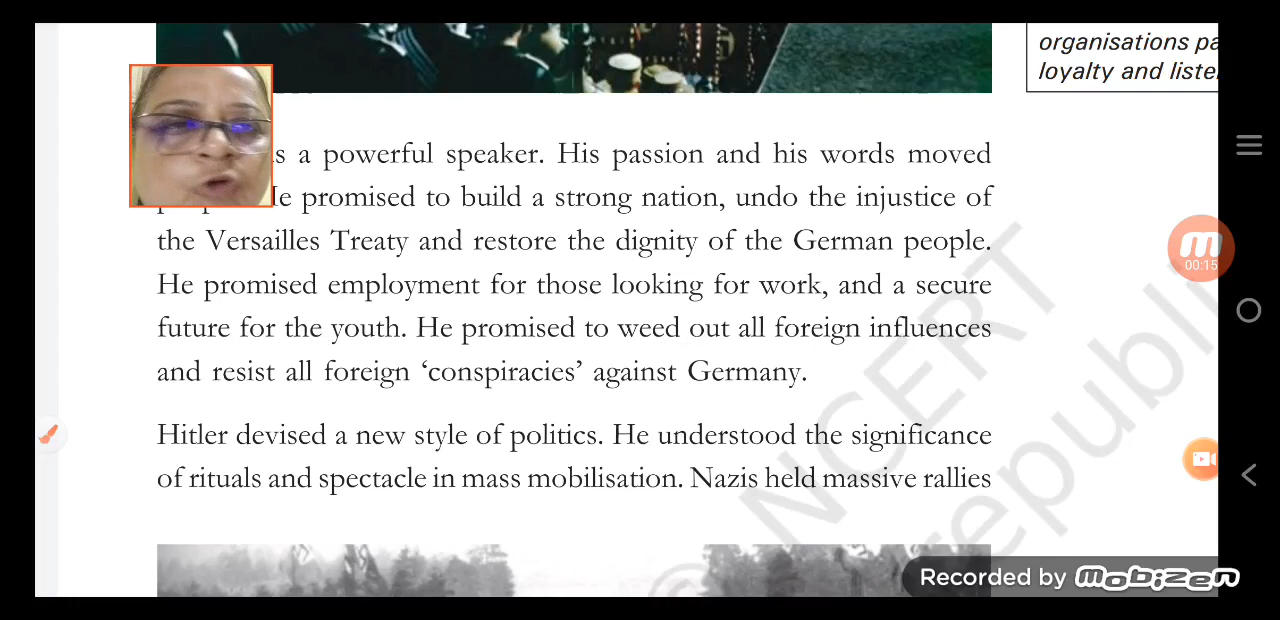 organisations pa
loyalty and liste
s a powerful speaker. His passion and his words moved
He promised to build a strong nation, undo the injustice of
the Versailles Treaty and restore the dignity of the German people.
He promised employment for those looking for work, and a secure
future for the youth. He promised to weed out all foreign influences
and resist all foreign ‘conspiracies’ against Germany.
Hitler devised a new style of politics. He understood the significance
of rituals and spectacle in mass mobilisation. Nazis held massive rallies
NCERT
republi
00:15
Recorded by mobizen